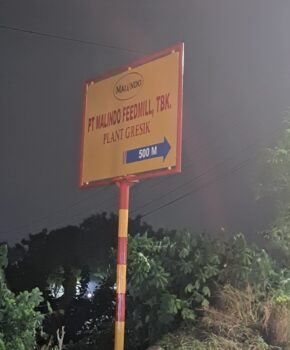 MALINDO
PT MALINDO FEEDMILL, TBK.
PLANT GRESIK
500 M